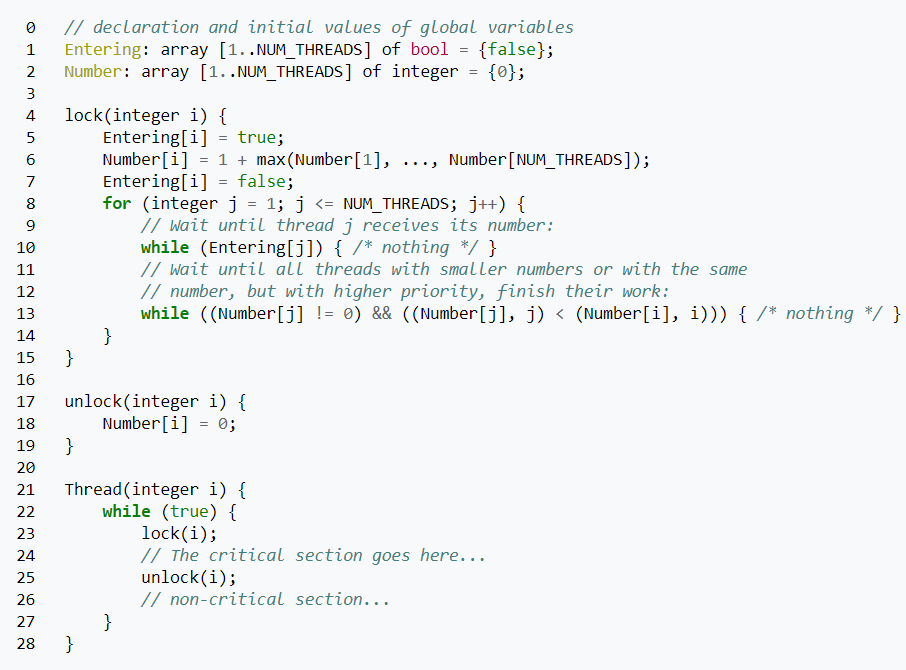 0 // declaration and initial values of global variables
1 Entering: array [1..NUM_THREADS] of bool = {false};
2 Number: array [1..NUM_THREADS] of integer = {0};
3
4 lock(integer i) {
5     Entering[i] = true;
6     Number[i] = 1 + max(Number[1], ..., Number[NUM_THREADS]);
7     Entering[i] = false;
8     for (integer j = 1; j <= NUM_THREADS; j++) {
9         // Wait until thread j receives its number:
10         while (Entering[j]) { /* nothing */ }
11         // Wait until all threads with smaller numbers or with the same
12         // number, but with higher priority, finish their work:
13         while ((Number[j] != 0) && ((Number[j], j) < (Number[i], i))) { /* nothing */ }
14     }
15 }
16
17 unlock(integer i) {
18     Number[i] = 0;
19 }
20
21 Thread(integer i) {
22     while (true) {
23         lock(i);
24         // The critical section goes here...
25         unlock(i);
26         // non-critical section...
27     }
28 }